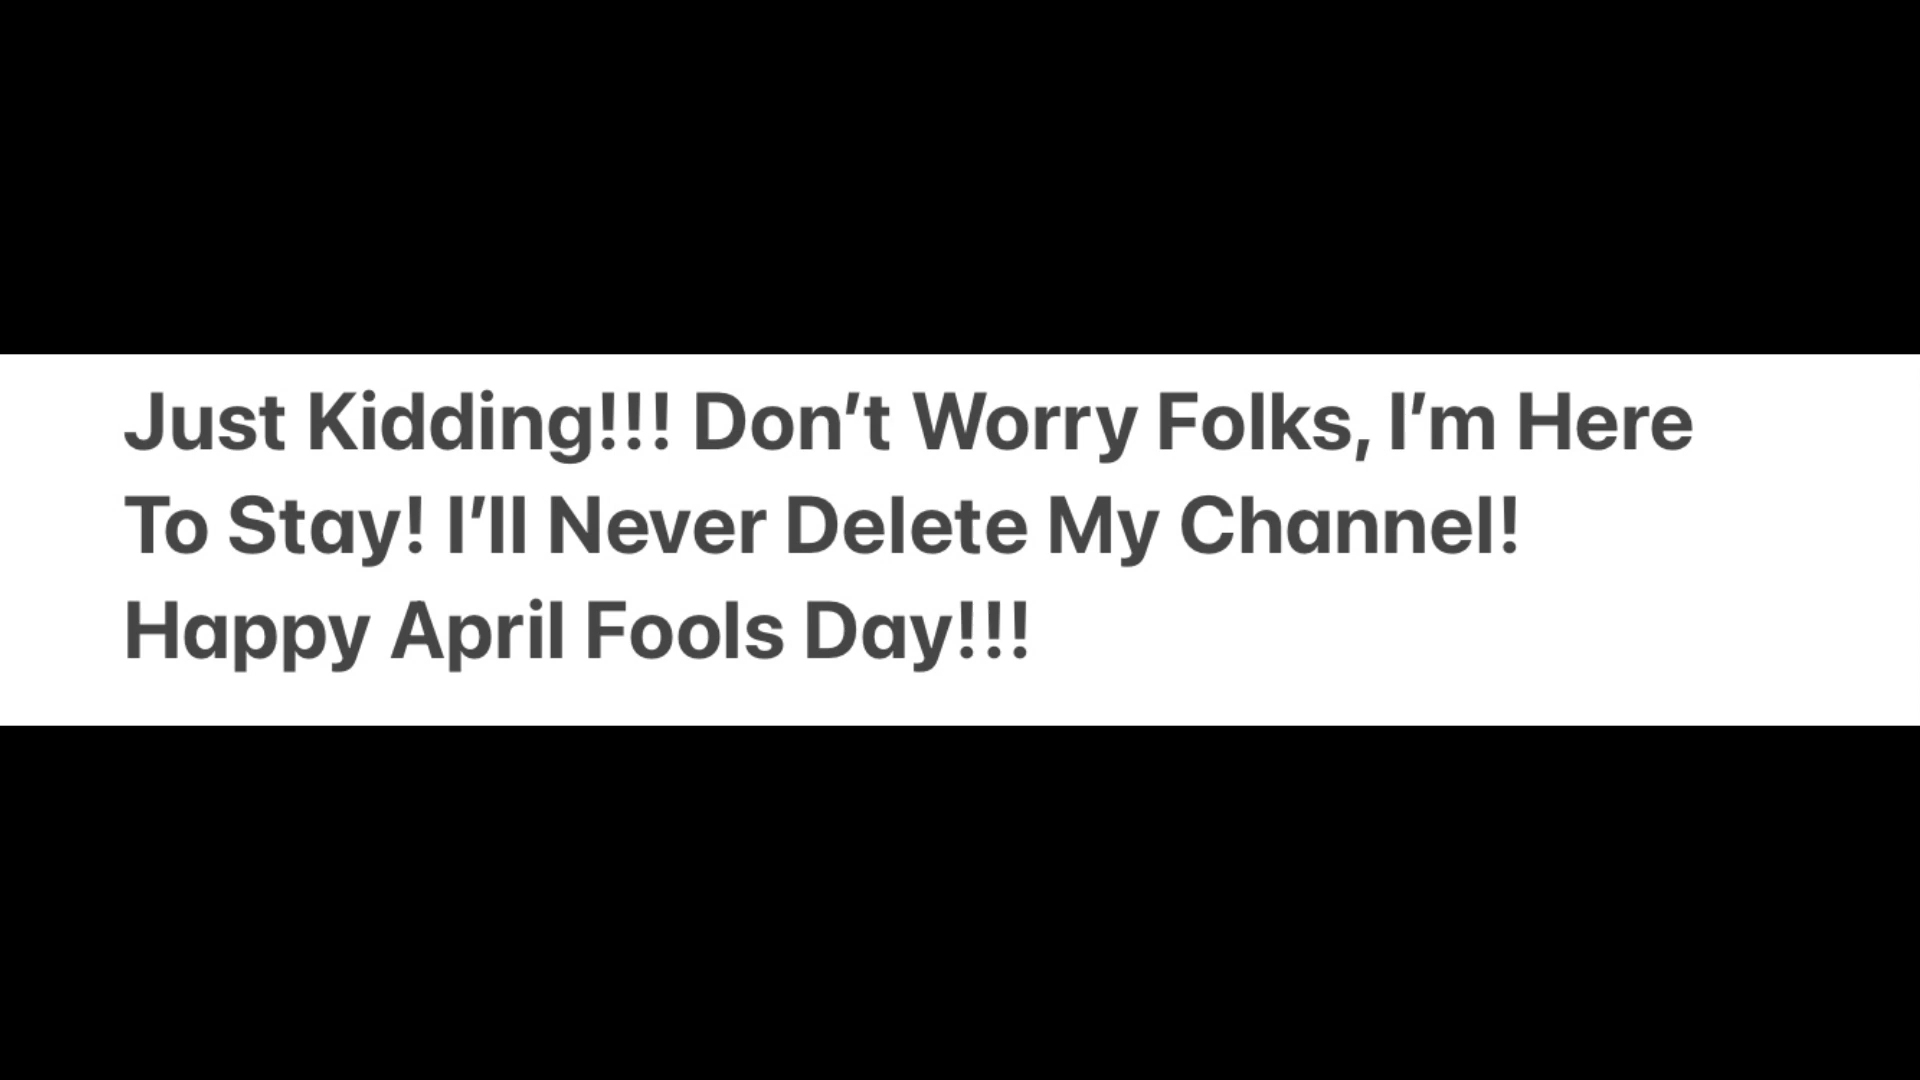 Just Kidding!!! Don’t Worry Folks, I’m Here
To Stay! I’ll Never Delete My Channel!
Happy April Fools Day!!!